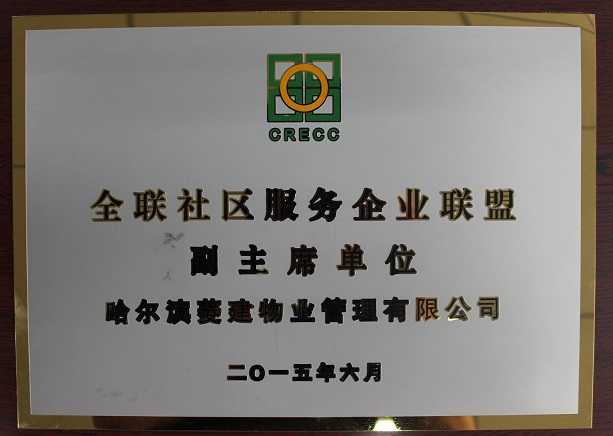 CRECC
全联社区服务企业联盟
副主席单位
哈尔滨菱建物业管理有限公司
二〇一五年六月